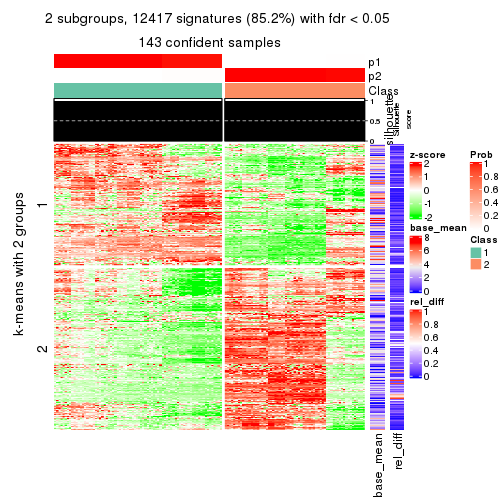 2 subgroups, 12417 signatures (85.2%) with fdr < 0.05
143 confident samples
p1
p2
Class
1
0.5
0
silhouette
Silhouette
score
k-means with 2 groups
1
2
base_mean
rel_diff
z-score
2
1
0
-1
-2
base_mean
8
6
4
2
0
rel_diff
1
0.8
0.6
0.4
0.2
0
Prob
1
0.8
0.6
0.4
0.2
0
Class
1
2